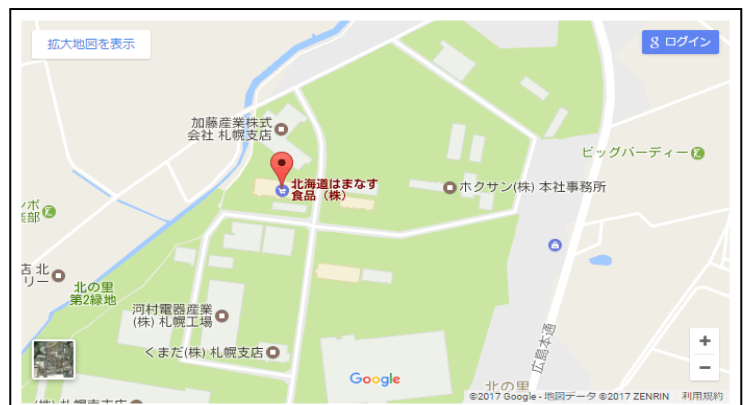 拡大地図を表示
ログイン
加藤産業株式
会社 札幌支店
ビッグバーディー
北海道はまなす
食品（株）
ホクサン(株) 本社事務所
北の里
第2緑地
河村電器産業
(株) 札幌工場
くまだ(株) 札幌支店
広島本通
+
−
Google
北の里
©2017 Google - 地図データ ©2017 ZENRIN
利用規約